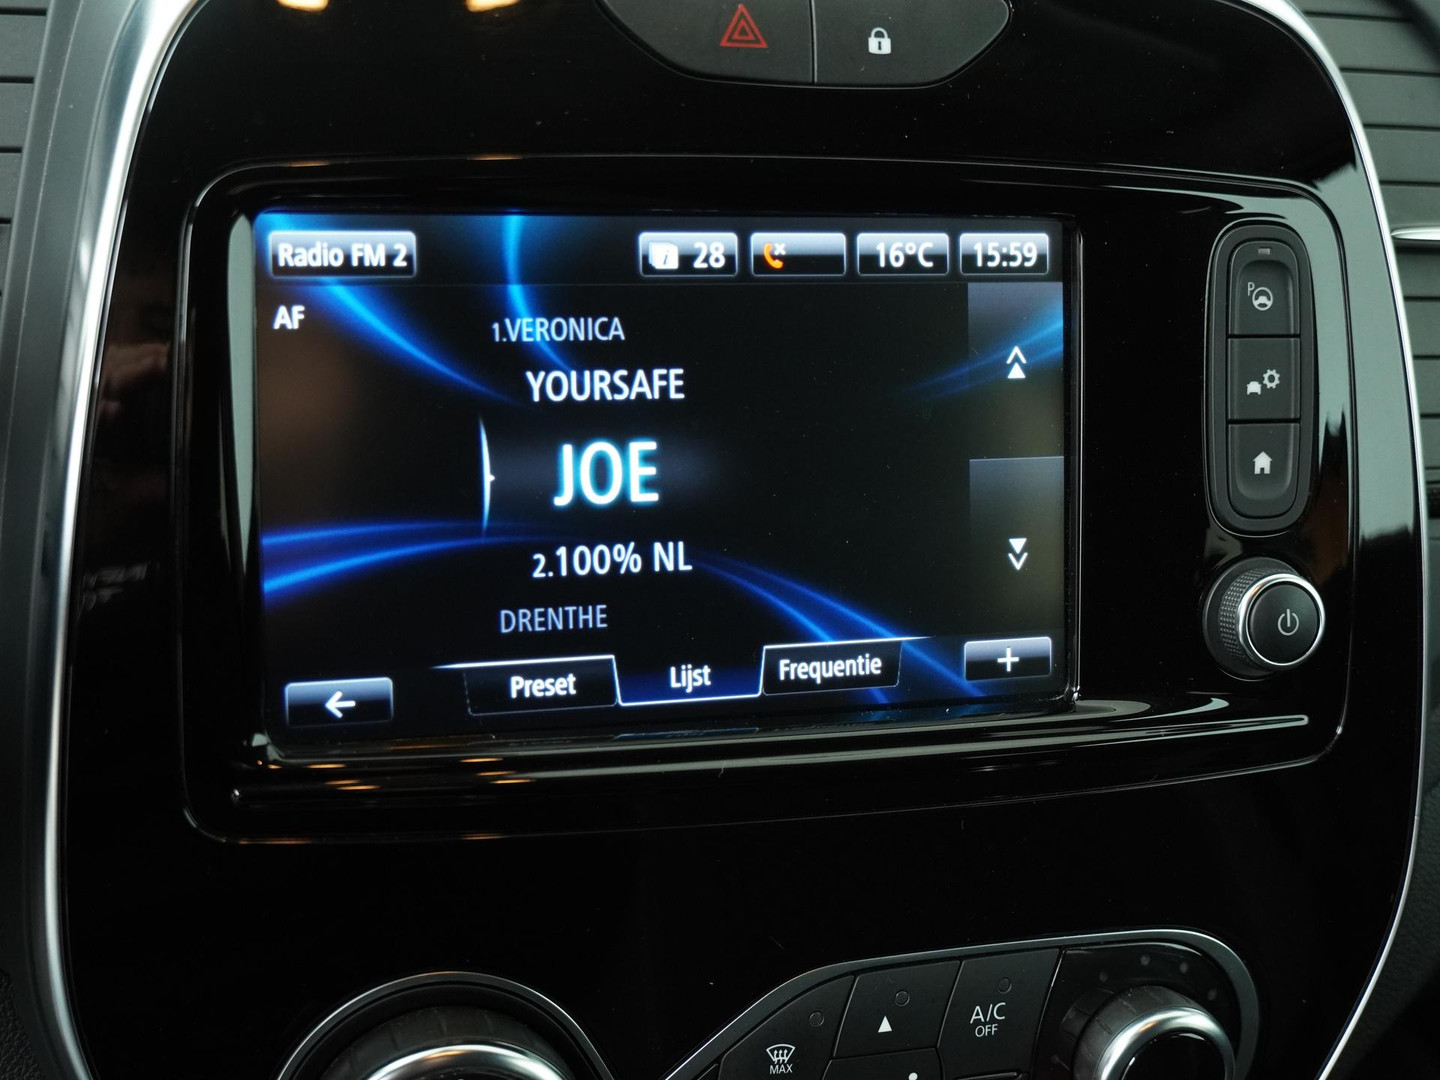 Radio FM 2
28
16°C
15:59
AF
1.VERONICA
YOURSAFE
JOE
2.100% NL
DRENTHE
Preset
Lijst
Frequentie
P
MAX
A/C
OFF